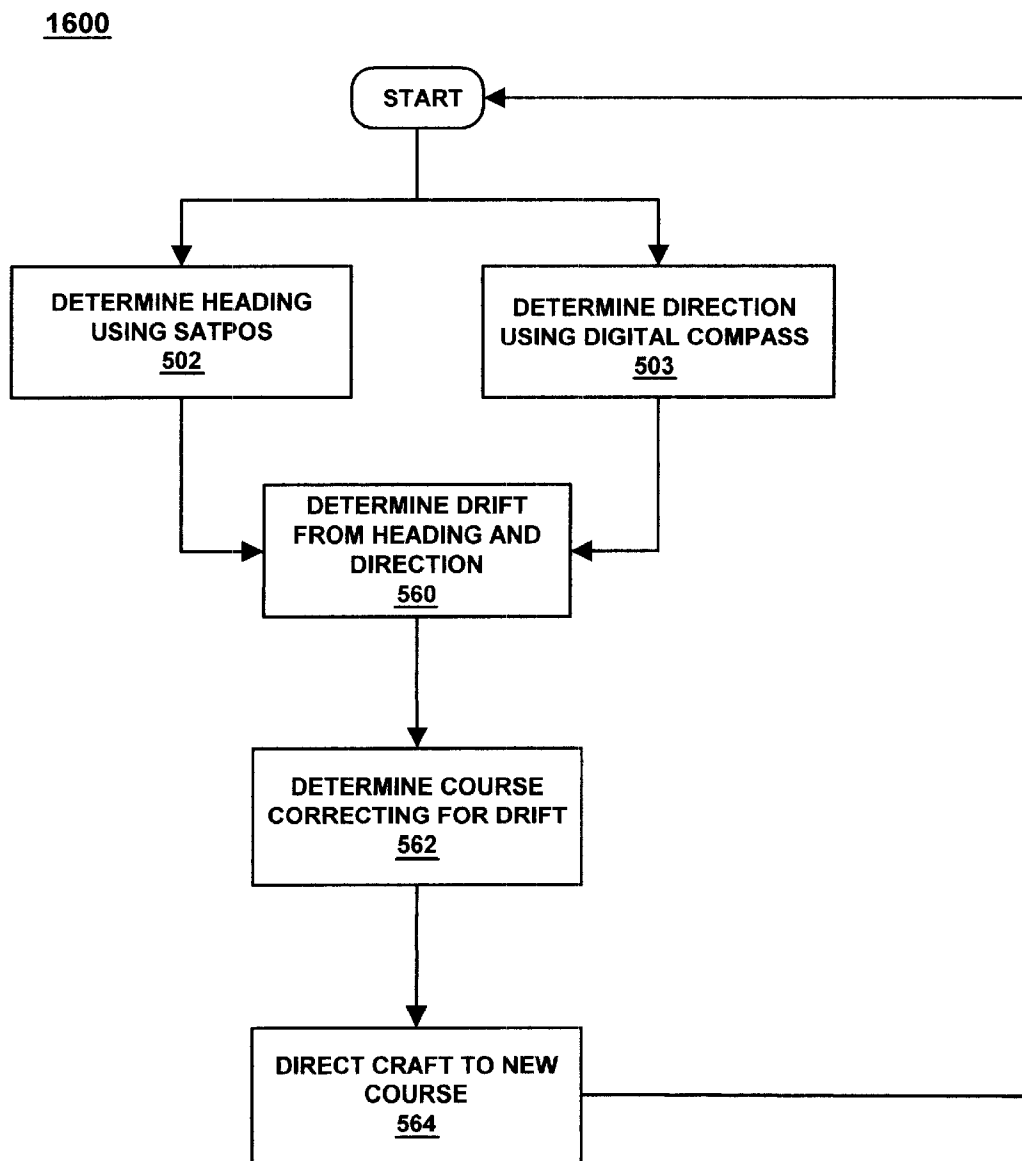 1600
START
DETERMINE HEADING
USING SATPOS
502
DETERMINE DIRECTION
USING DIGITAL COMPASS
503
DETERMINE DRIFT
FROM HEADING AND
DIRECTION
560
DETERMINE COURSE
CORRECTING FOR DRIFT
562
DIRECT CRAFT TO NEW
COURSE
564